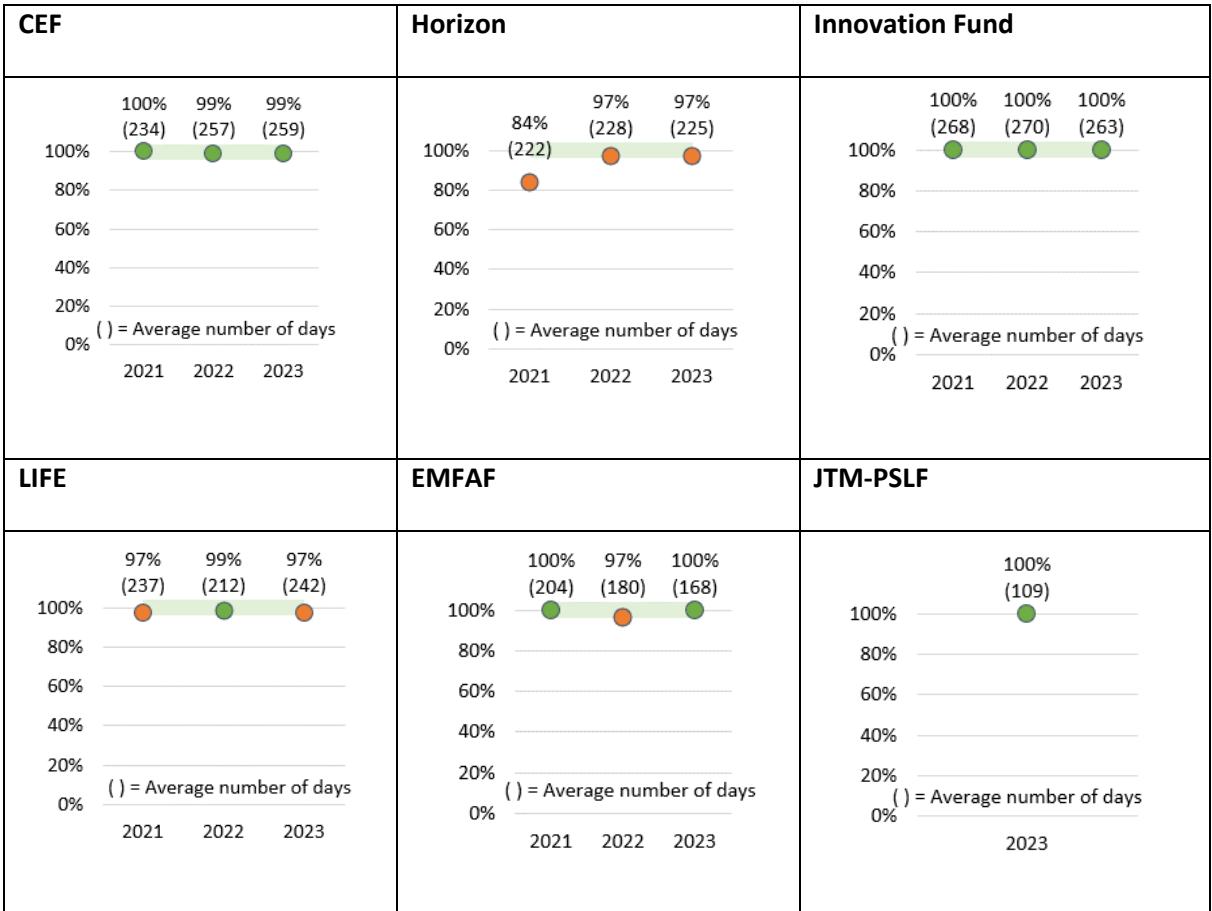 CEF
Horizon
Innovation Fund
100% 99% 99%
(234) (257) (259)
100%
80%
60%
40%
20%
0%
( ) = Average number of days
2021 2022 2023
84% 97% 97%
(222) (228) (225)
100%
80%
60%
40%
20%
0%
( ) = Average number of days
2021 2022 2023
100% 100% 100%
(268) (270) (263)
100%
80%
60%
40%
20%
0%
( ) = Average number of days
2021 2022 2023
LIFE
EMFAF
JTM-PSLF
97% 99% 97%
(237) (212) (242)
100%
80%
60%
40%
20%
0%
( ) = Average number of days
2021 2022 2023
100% 97% 100%
(204) (180) (168)
100%
80%
60%
40%
20%
0%
( ) = Average number of days
2021 2022 2023
100%
(109)
100%
80%
60%
40%
20%
0%
( ) = Average number of days
2023